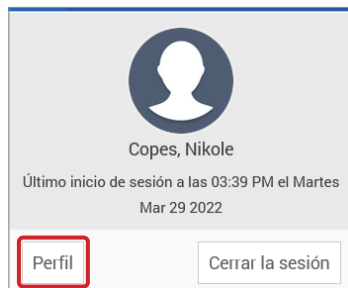 Copes, Nikole
Último inicio de sesión a las 03:39 PM el Martes
Mar 29 2022
Perfil
Cerrar la sesión